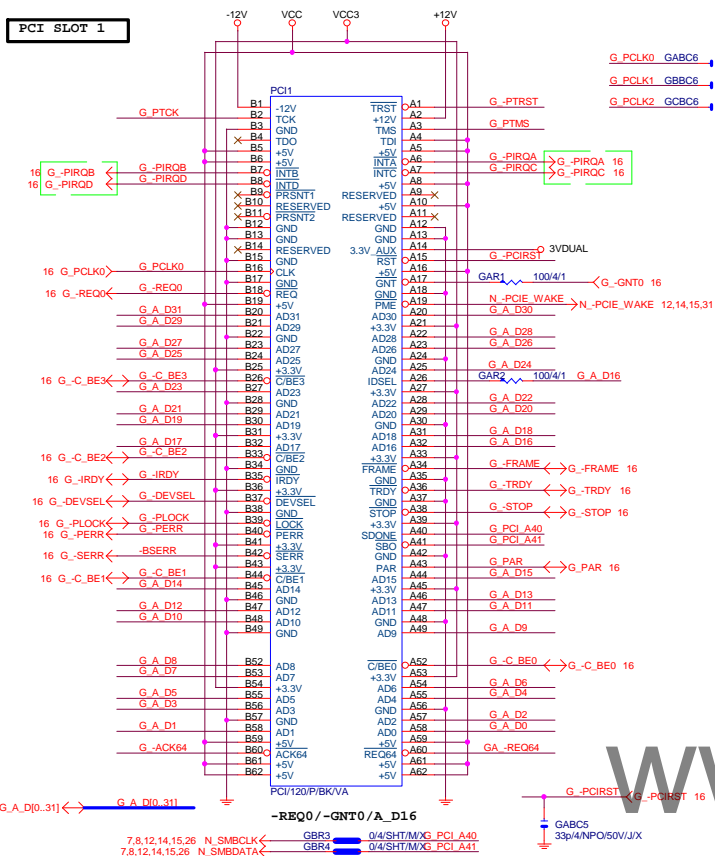 PCI SLOT 1
-12V VCC VCC3 +12V
G_PCLK0 GABC6
G_PCLK1 GBBC6
G_PCLK2 GCBC6
PCI1
B1 -12V TRST A1 G_-PTRST
G_PTCK B2 TCK +12V A2
B3 GND TMS A3 G_PTMS
B4 TDO TDI A4
B5 +5V +5V A5
B6 +5V INTA A6 G_-PIRQA G_-PIRQA 16
16 G_-PIRQB G_-PIRQB B7 INTB INTC A7 G_-PIRQC G_-PIRQC 16
16 G_-PIRQD G_-PIRQD B8 INTD +5V A8
B9 PRSNT1 RESERVED A9
B10 RESERVED +5V A10
B11 PRSNT2 RESERVED A11
B12 GND GND A12
B13 GND GND A13
B14 RESERVED 3.3V_AUX A14 3VDUAL
B15 GND RST A15 G_-PCIRST
16 G_PCLK0 G_PCLK0 B16 CLK +5V A16
B17 GND GNT A17 GAR1 100/4/1 G_-GNT0 16
16 G_-REQ0 G_-REQ0 B18 REQ GND A18
B19 +5V PME A19 N_-PCIE_WAKE N_-PCIE_WAKE 12,14,15,31
G_A_D31 B20 AD31 AD30 A20 G_A_D30
G_A_D29 B21 AD29 +3.3V A21
B22 GND AD28 A22 G_A_D28
G_A_D27 B23 AD27 AD26 A23 G_A_D26
G_A_D25 B24 AD25 GND A24
B25 +3.3V AD24 A25 G_A_D24
16 G_-C_BE3 G_-C_BE3 B26 C/BE3 IDSEL A26 GAR2 100/4/1 G_A_D16
G_A_D23 B27 AD23 +3.3V A27
B28 GND AD22 A28 G_A_D22
G_A_D21 B29 AD21 AD20 A29 G_A_D20
G_A_D19 B30 AD19 GND A30
B31 +3.3V AD18 A31 G_A_D18
G_A_D17 B32 AD17 AD16 A32 G_A_D16
16 G_-C_BE2 G_-C_BE2 B33 C/BE2 +3.3V A33
B34 GND FRAME A34 G_-FRAME G_-FRAME 16
16 G_-IRDY G_-IRDY B35 IRDY GND A35
B36 +3.3V TRDY A36 G_-TRDY G_-TRDY 16
16 G_-DEVSEL G_-DEVSEL B37 DEVSEL GND A37
B38 GND STOP A38 G_-STOP G_-STOP 16
16 G_-PLOCK G_-PLOCK B39 LOCK +3.3V A39
16 G_-PERR G_-PERR B40 PERR SDONE A40 G_PCI_A40
B41 +3.3V SBO A41 G_PCI_A41
16 G_-SERR -BSERR B42 SERR GND A42
B43 +3.3V PAR A43 G_PAR G_PAR 16
16 G_-C_BE1 G_-C_BE1 B44 C/BE1 AD15 A44 G_A_D15
G_A_D14 B45 AD14 +3.3V A45
B46 GND AD13 A46 G_A_D13
G_A_D12 B47 AD12 AD11 A47 G_A_D11
G_A_D10 B48 AD10 GND A48
B49 GND AD9 A49 G_A_D9
G_A_D8 B52 AD8 C/BE0 A52 G_-C_BE0 G_-C_BE0 16
G_A_D7 B53 AD7 +3.3V A53
B54 +3.3V AD6 A54 G_A_D6
G_A_D5 B55 AD5 AD4 A55 G_A_D4
G_A_D3 B56 AD3 GND A56
B57 GND AD2 A57 G_A_D2
G_A_D1 B58 AD1 AD0 A58 G_A_D0
B59 +5V +5V A59
G_-ACK64 B60 ACK64 REQ64 A60 GA_-REQ64
B61 +5V +5V A61
B62 +5V +5V A62
PCI/120/P/BK/VA
G_A_D[0..31] G_A_D[0..31]
-REQ0/-GNT0/A_D16
G_-PCIRST G_-PCIRST 16
GABC5
33p/4/NPO/50V/J/X
7,8,12,14,15,26 N_SMBCLK GBR3 0/4/SHT/M/X G_PCI_A40
7,8,12,14,15,26 N_SMBDATA GBR4 0/4/SHT/M/X G_PCI_A41